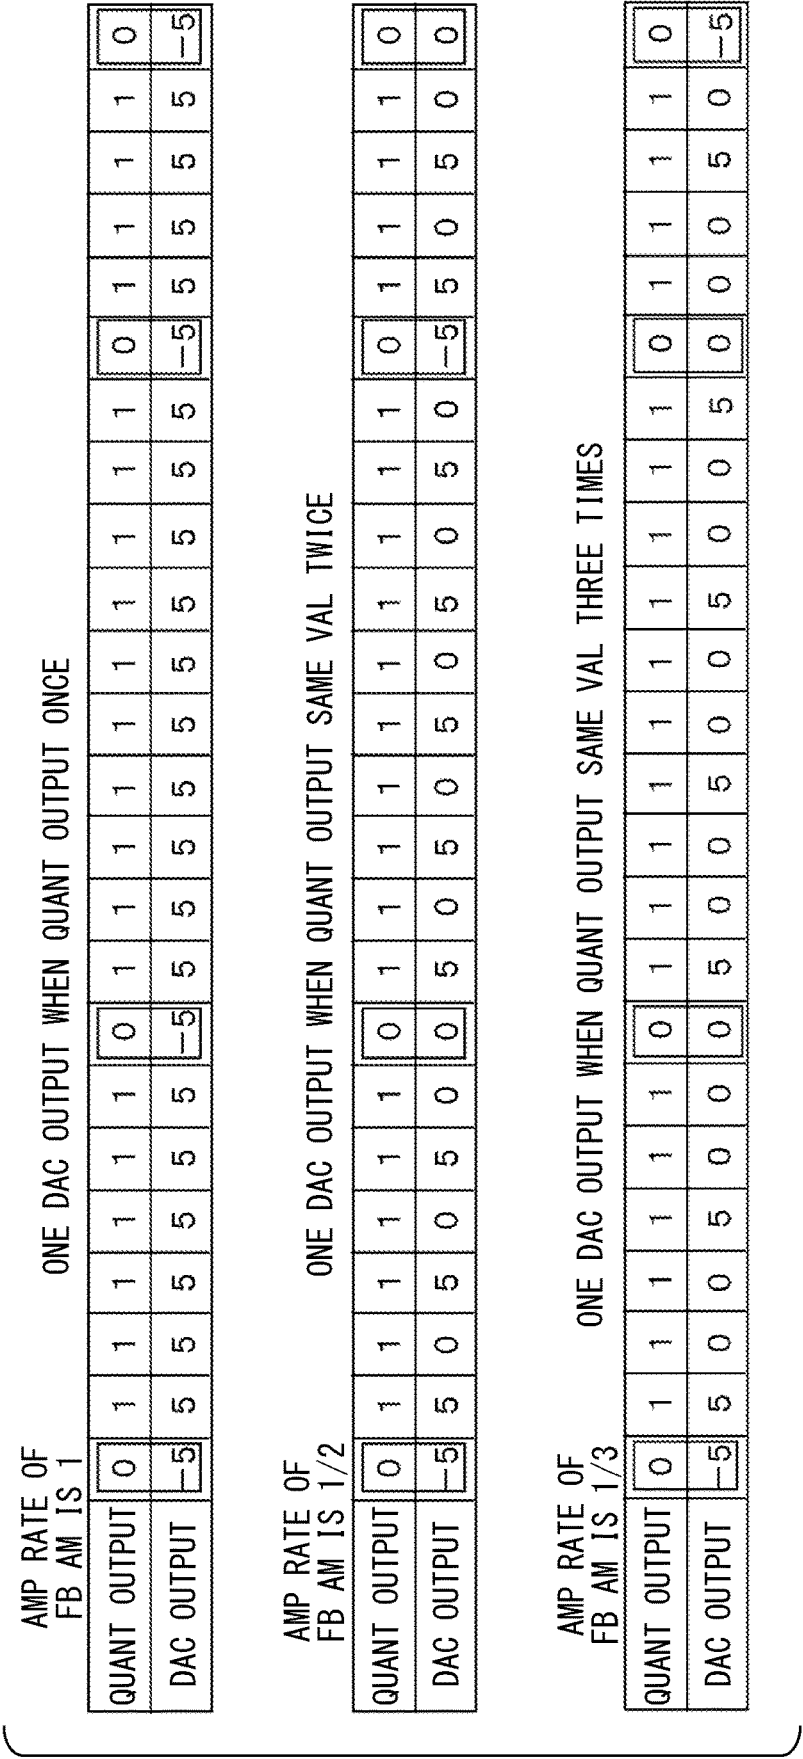 AMP RATE OF
FB AM IS 1
ONE DAC OUTPUT WHEN QUANT OUTPUT ONCE
QUANT OUTPUT 0 1 1 1 1 1 1 0 1 1 1 1 1 1 1 1 1 1 0 1 1 1 1 0
DAC OUTPUT -5 5 5 5 5 5 5 -5 5 5 5 5 5 5 5 5 5 5 -5 5 5 5 5 -5
AMP RATE OF
FB AM IS 1/2
ONE DAC OUTPUT WHEN QUANT OUTPUT SAME VAL TWICE
QUANT OUTPUT 0 1 1 1 1 1 1 0 1 1 1 1 1 1 1 1 1 1 0 1 1 1 1 0
DAC OUTPUT -5 5 0 5 0 5 0 0 5 0 5 0 5 0 5 0 5 0 -5 5 0 5 0 0
AMP RATE OF
FB AM IS 1/3
ONE DAC OUTPUT WHEN QUANT OUTPUT SAME VAL THREE TIMES
QUANT OUTPUT 0 1 1 1 1 1 1 0 1 1 1 1 1 1 1 1 1 1 0 1 1 1 1 0
DAC OUTPUT -5 5 0 0 5 0 0 0 5 0 0 5 0 0 5 0 0 5 0 0 0 5 0 -5